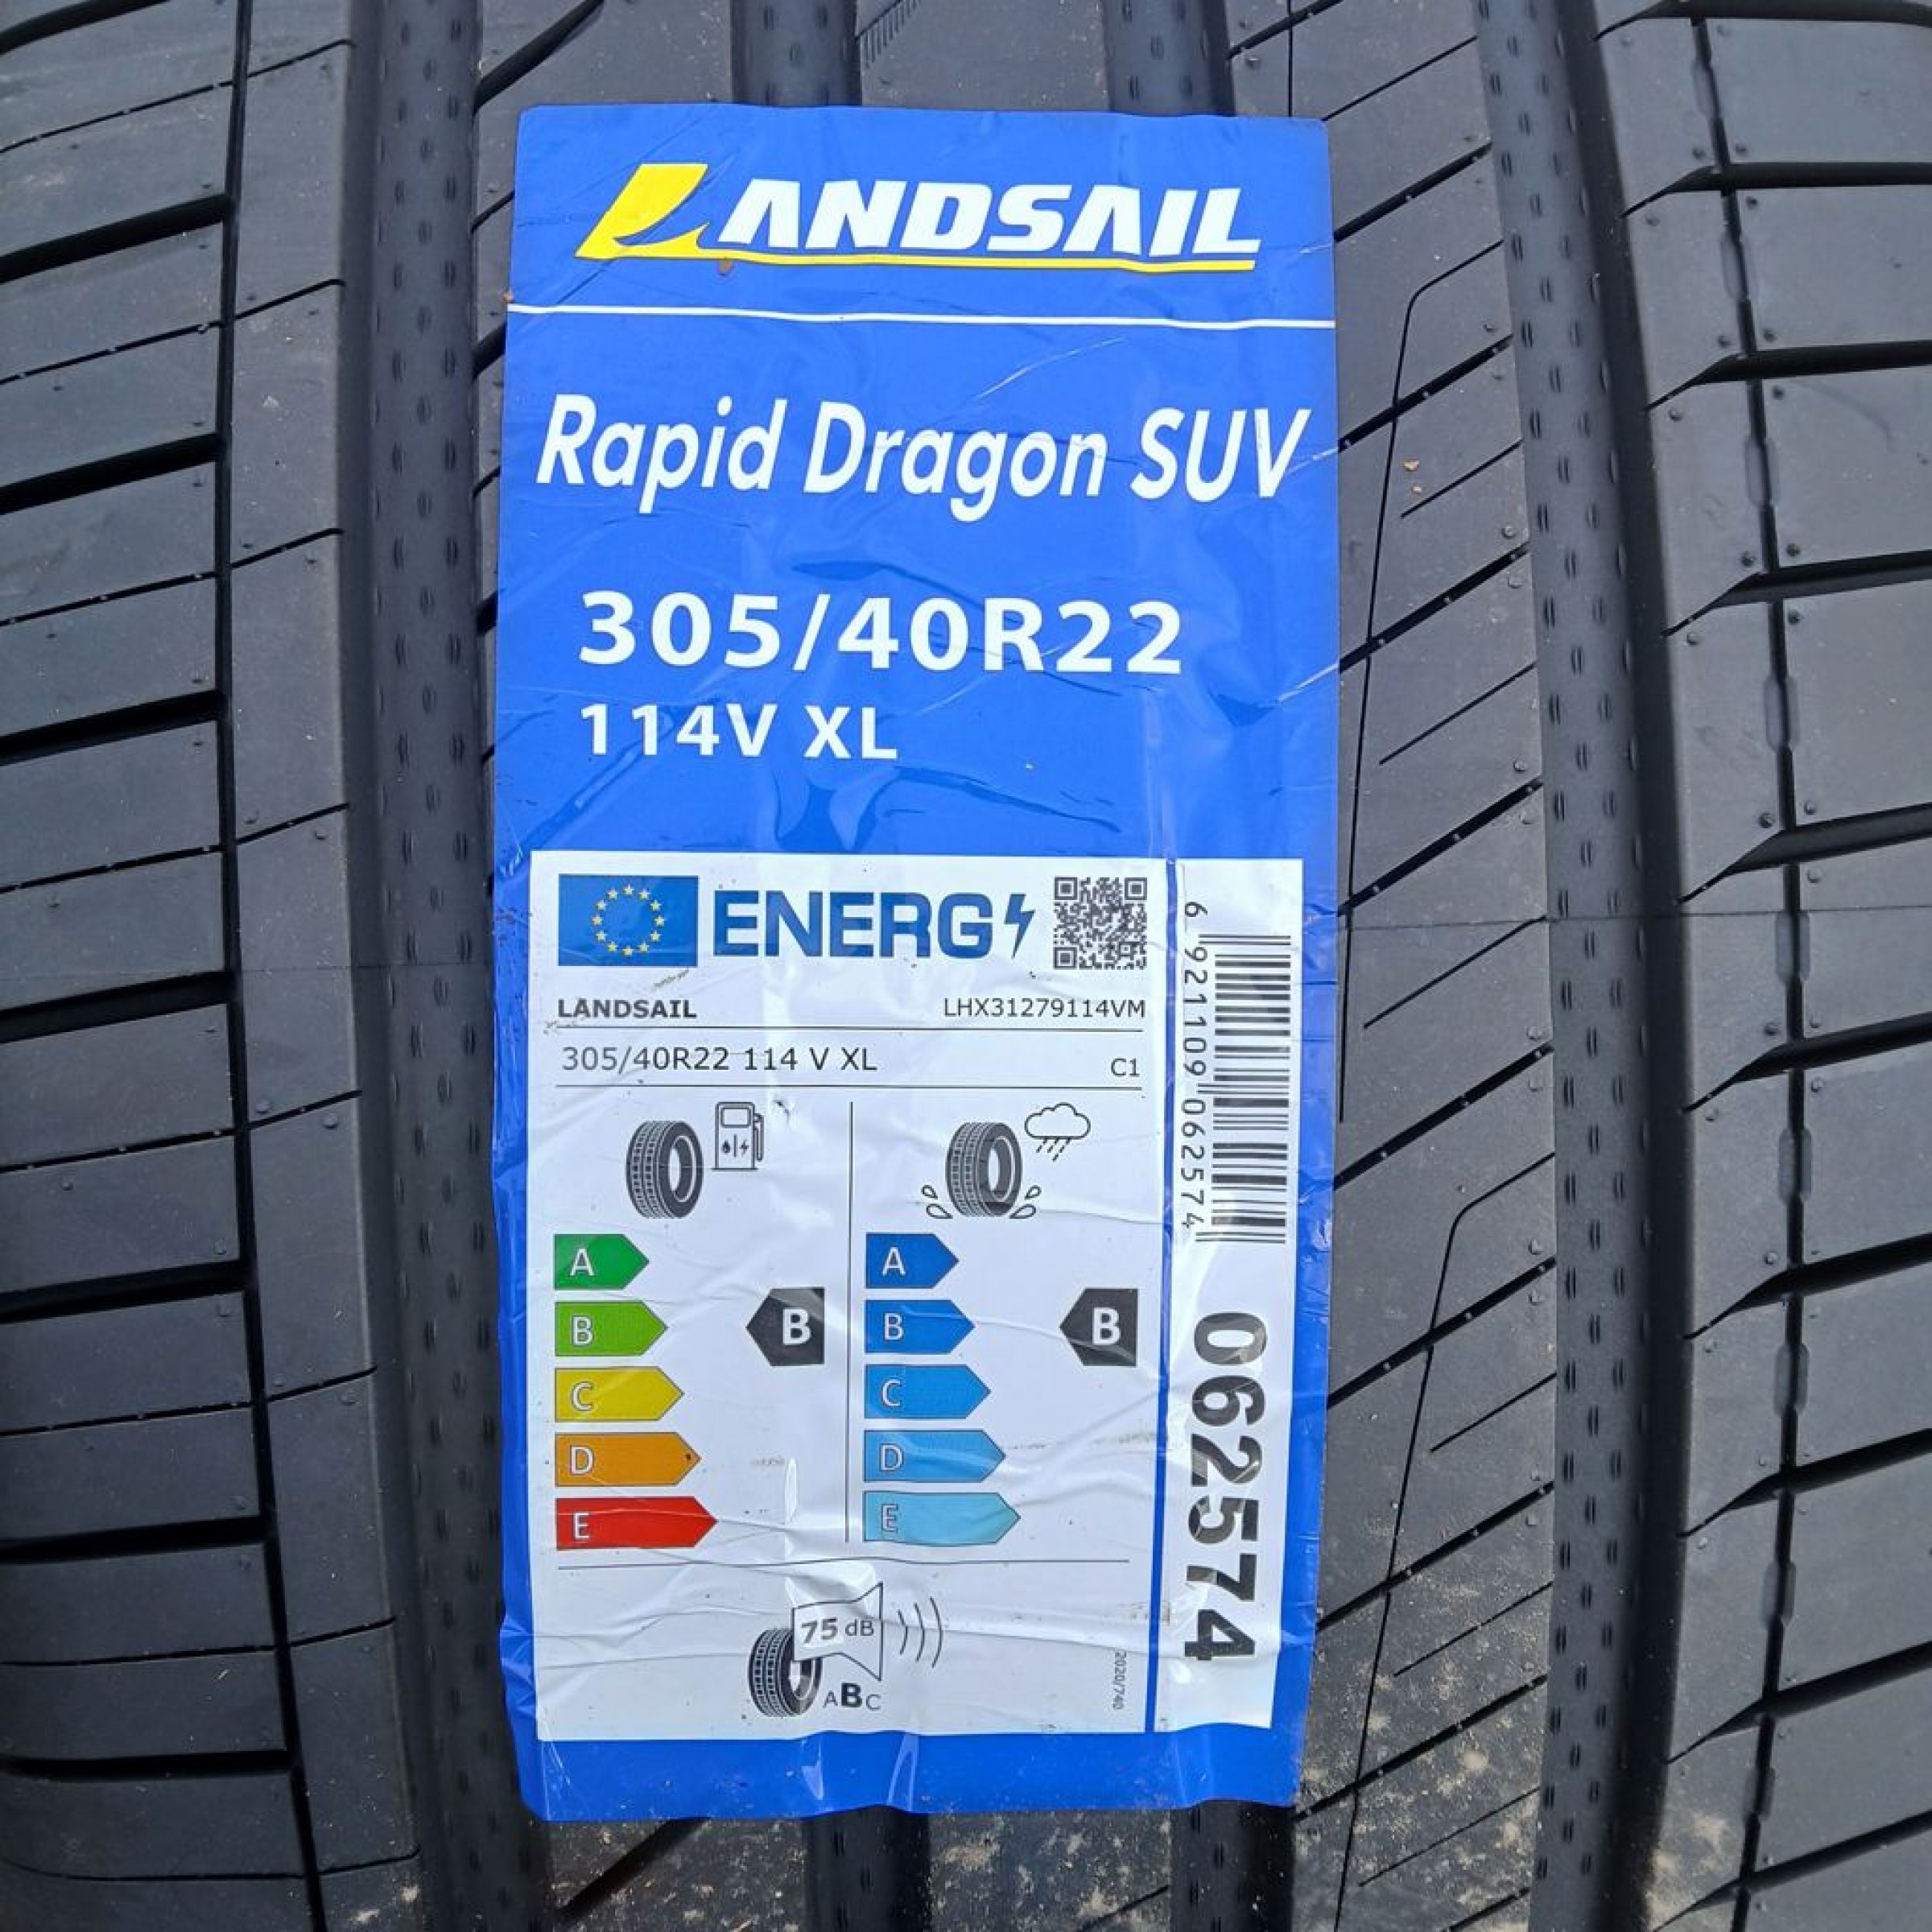 LANDSAIL
Rapid Dragon SUV
305/40R22
114V XL
ENERG
LANDSAIL
LHX31279114VM
305/40R22 114 V XL
C1
A
B
C
D
E
B
A
B
C
D
E
B
75 dB
ABC
2020/740
6 921109 062574
062574